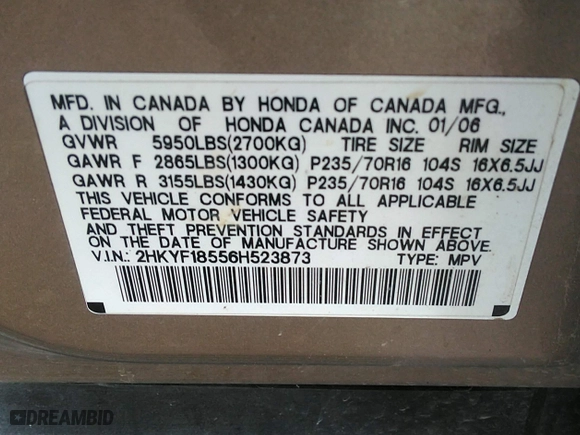 MFD. IN CANADA BY HONDA OF CANADA MFG.,
A DIVISION OF HONDA CANADA INC. 01/06
GVWR 5950LBS(2700KG) TIRE SIZE RIM SIZE
GAWR F 2865LBS(1300KG) P235/70R16 104S 16X6.5JJ
GAWR R 3155LBS(1430KG) P235/70R16 104S 16X6.5JJ
THIS VEHICLE CONFORMS TO ALL APPLICABLE
FEDERAL MOTOR VEHICLE SAFETY
AND THEFT PREVENTION STANDARDS IN EFFECT
ON THE DATE OF MANUFACTURE SHOWN ABOVE.
V.I.N.: 2HKYF18556H523873 TYPE: MPV
DREAMBID